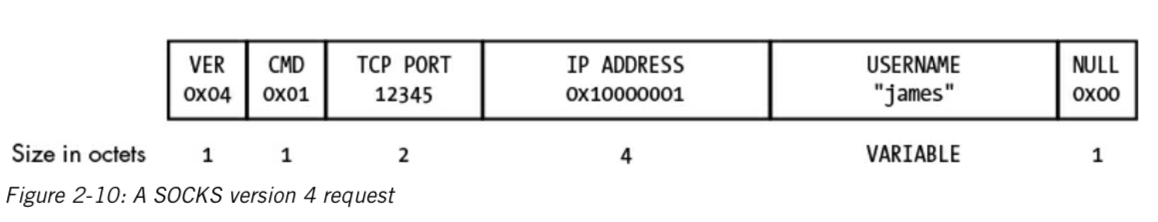 VER CMD TCP PORT IP ADDRESS USERNAME NULL
0x04 0x01 12345 0x10000001 "james" 0x00
Size in octets 1 1 2 4 VARIABLE 1
Figure 2-10: A SOCKS version 4 request